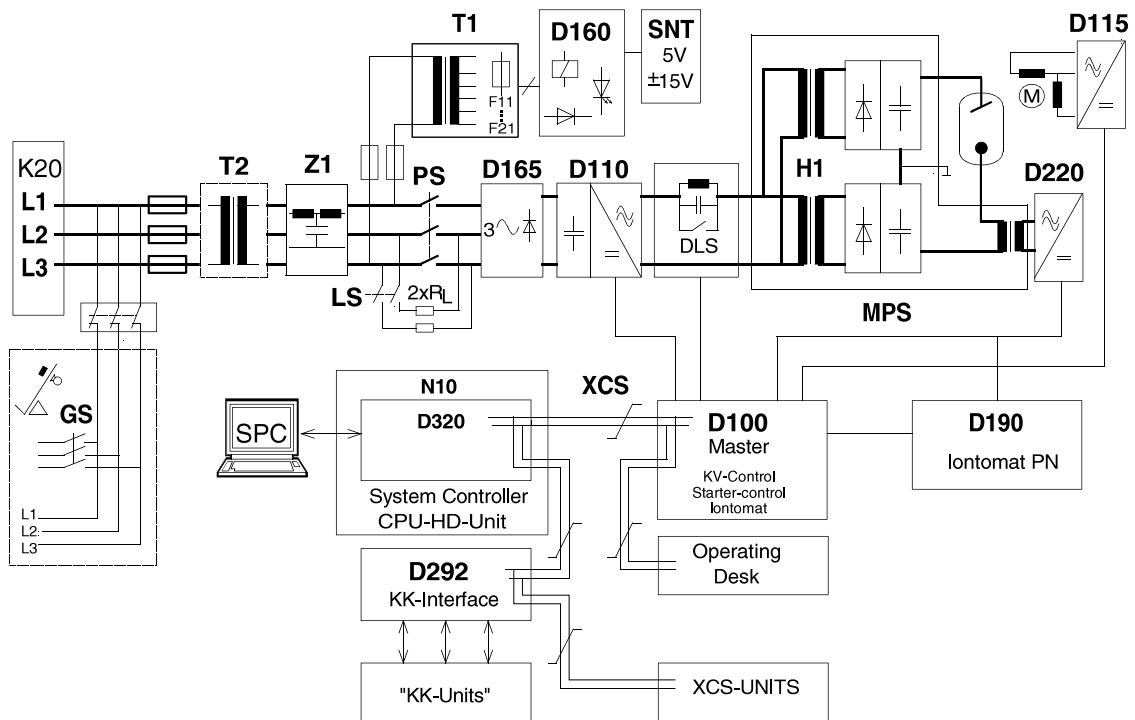 T1
D160
SNT
5V
±15V
F11
F21
D115
M
K20
L1
L2
L3
T2
Z1
PS
D165
3
D110
DLS
H1
D220
LS
2xRL
MPS
GS
L1
L2
L3
SPC
N10
D320
System Controller
CPU-HD-Unit
XCS
D100
Master
KV-Control
Starter-control
Iontomat
D190
Iontomat PN
Operating
Desk
D292
KK-Interface
"KK-Units"
XCS-UNITS